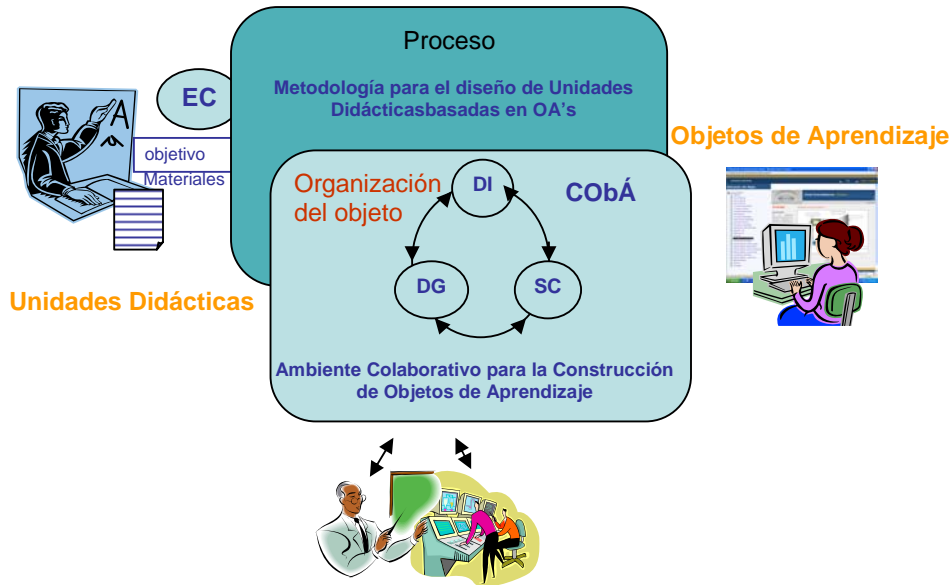 Proceso
Metodología para el diseño de Unidades
Didácticasbasadas en OA's
EC
objetivo
Materiales
Unidades Didácticas
Objetos de Aprendizaje
Organización
del objeto
CObÁ
DI
DG
SC
Ambiente Colaborativo para la Construcción
de Objetos de Aprendizaje